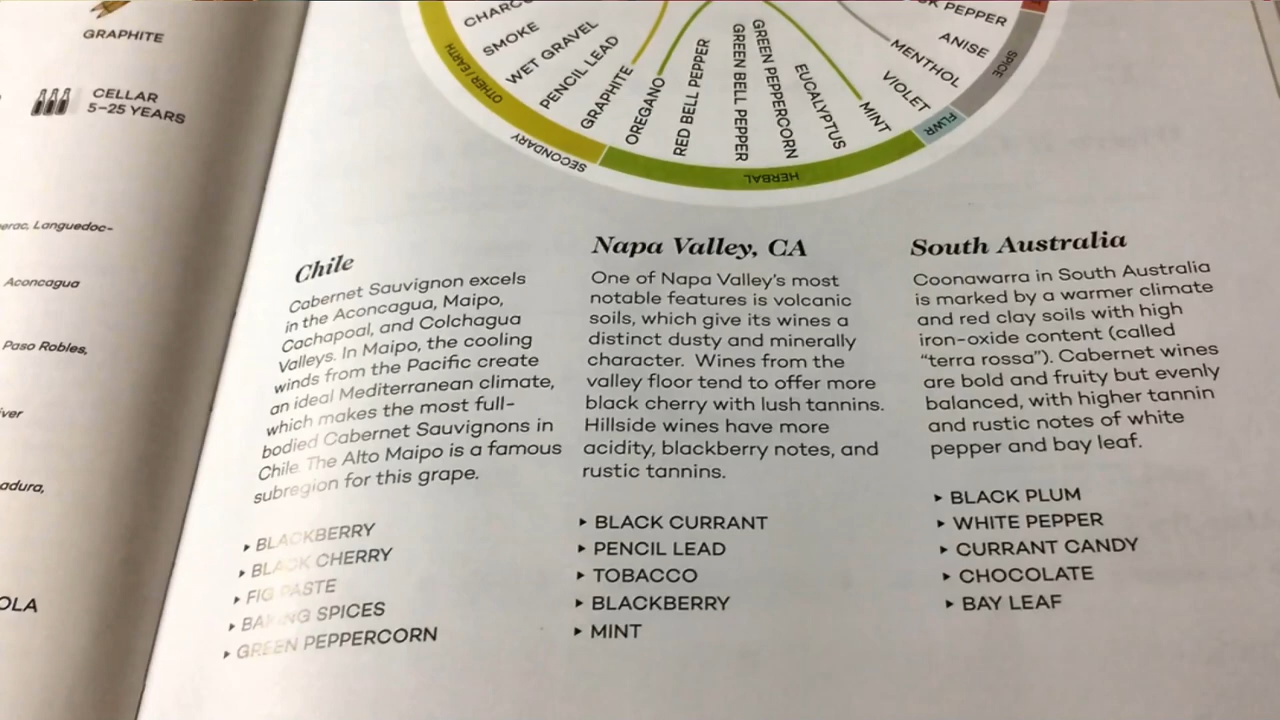 GRAPHITE
CELLAR
5–25 YEARS
Languedoc–
Aconcagua
Paso Robles,
SMOKE
WET GRAVEL
PENCIL LEAD
GRAPHITE
OREGANO
RED BELL PEPPER
GREEN BELL PEPPER
GREEN PEPPERCORN
EUCALYPTUS
MINT
VIOLET
MENTHOL
ANISE
PEPPER
OTHER / EARTH
SECONDARY
HERBAL
FLWR
SPICE
Chile
Cabernet Sauvignon excels
in the Aconcagua, Maipo,
Cachapoal, and Colchagua
Valleys. In Maipo, the cooling
winds from the Pacific create
an ideal Mediterranean climate,
which makes the most full-
bodied Cabernet Sauvignons in
Chile. The Alto Maipo is a famous
subregion for this grape.
▸ BLACKBERRY
▸ BLACK CHERRY
▸ FIG PASTE
▸ BAKING SPICES
▸ GREEN PEPPERCORN
Napa Valley, CA
One of Napa Valley's most
notable features is volcanic
soils, which give its wines a
distinct dusty and minerally
character. Wines from the
valley floor tend to offer more
black cherry with lush tannins.
Hillside wines have more
acidity, blackberry notes, and
rustic tannins.
▸ BLACK CURRANT
▸ PENCIL LEAD
▸ TOBACCO
▸ BLACKBERRY
▸ MINT
South Australia
Coonawarra in South Australia
is marked by a warmer climate
and red clay soils with high
iron-oxide content (called
“terra rossa”). Cabernet wines
are bold and fruity but evenly
balanced, with higher tannin
and rustic notes of white
pepper and bay leaf.
▸ BLACK PLUM
▸ WHITE PEPPER
▸ CURRANT CANDY
▸ CHOCOLATE
▸ BAY LEAF